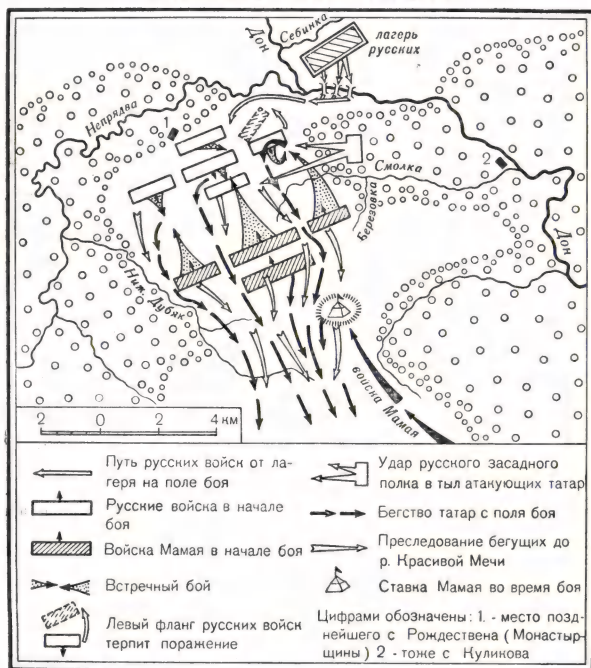 Дон
Себинка
лагерь
русских
Непрядва
1
Смолка
2
Березовка
Дон
Ниж. Дубяк
войска Мамая
2 0 2 4 км
Путь русских войск от ла-
геря на поле боя
Русские войска в начале
боя
Войска Мамая в начале боя
Встречный бой
Левый фланг русских войск
терпит поражение
Удар русского засадного
полка в тыл атакующих татар
Бегство татар с поля боя
Преследование бегущих до
р. Красивой Мечи
Ставка Мамая во время боя
Цифрами обозначены: 1. - место позд-
нейшего с Рождествена (Монастыр-
щины) 2 - тоже с Куликова